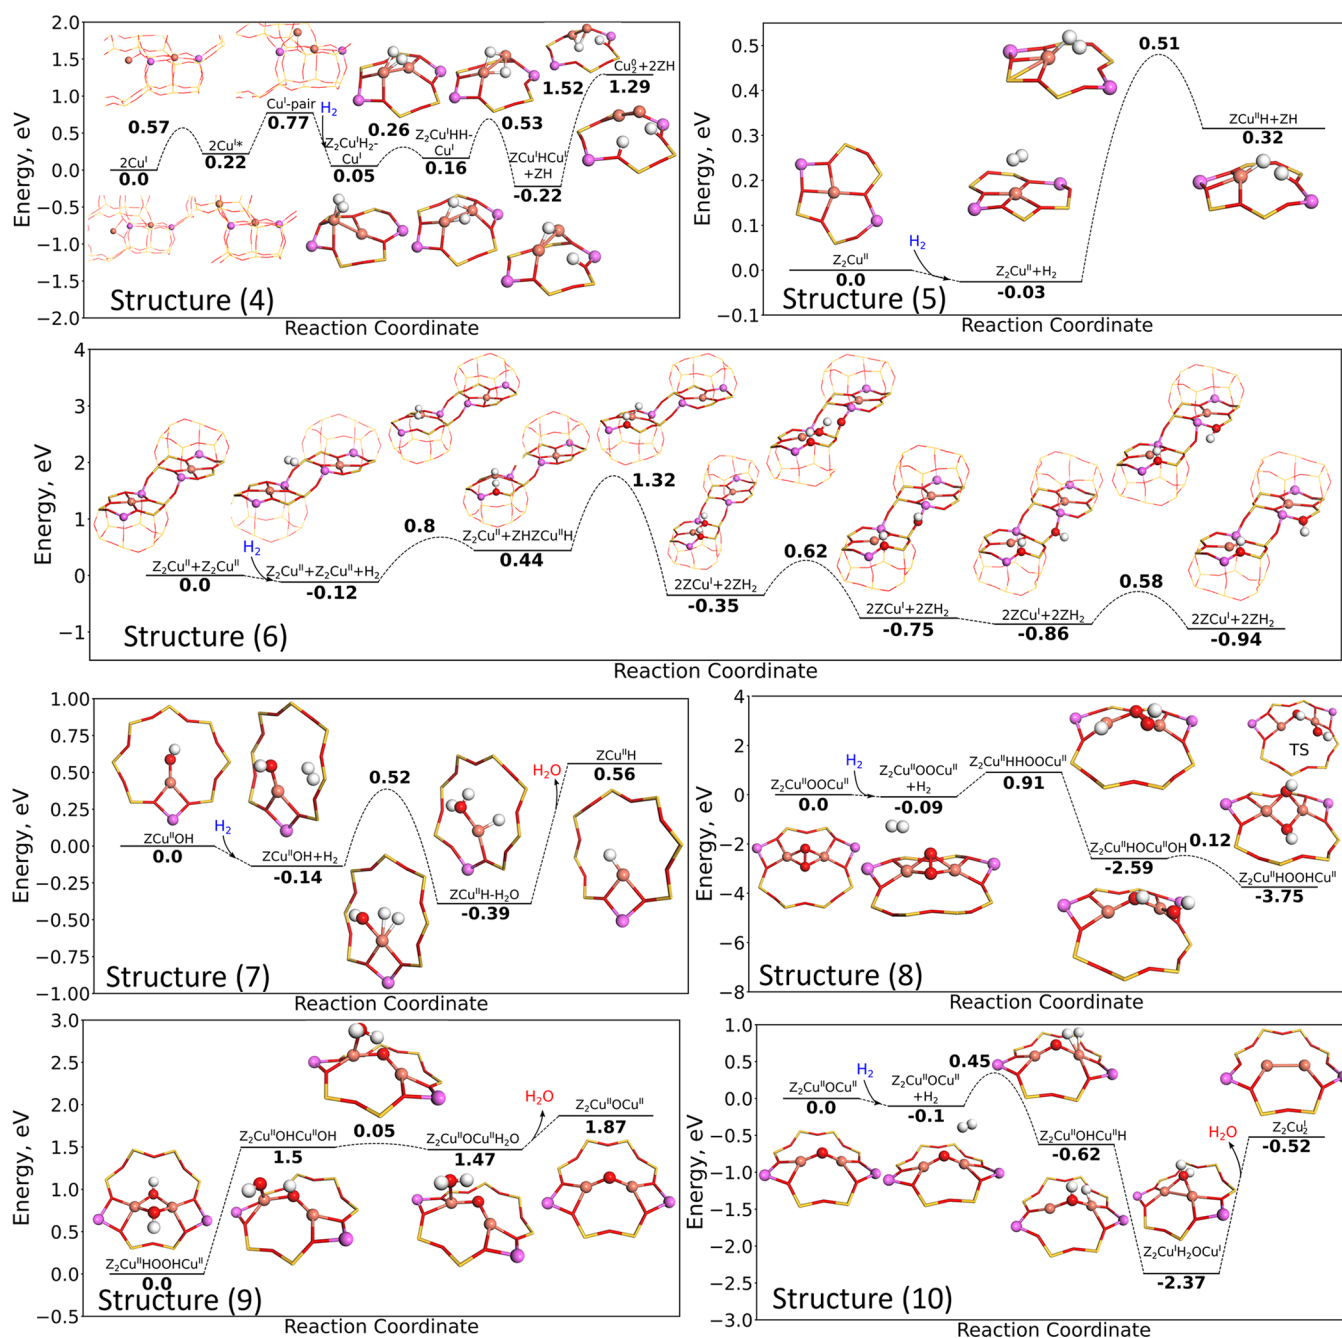 2.0
1.5
1.0
0.5
0.0
−0.5
−1.0
−1.5
−2.0
Energy, eV
0.57
2Cuᴵ
0.0
2Cuᴵ*
0.22
Cuᴵ-pair
0.77
H₂
Z₂CuᴵH₂-
Cuᴵ
0.05
0.26
Z₂CuᴵHH-
Cuᴵ
0.16
0.53
ZCuᴵHCuᴵ
+ZH
-0.22
1.52
Cu₂⁰+2ZH
1.29
Structure (4)
Reaction Coordinate
0.5
0.4
0.3
0.2
0.1
0.0
−0.1
Energy, eV
Z₂Cuᴵᴵ
0.0
H₂
Z₂Cuᴵᴵ+H₂
-0.03
0.51
ZCuᴵᴵH+ZH
0.32
Structure (5)
Reaction Coordinate
4
3
2
1
0
−1
Energy, eV
Z₂Cuᴵᴵ+Z₂Cuᴵᴵ
0.0
H₂
Z₂Cuᴵᴵ+Z₂Cuᴵᴵ+H₂
-0.12
0.8
Z₂Cuᴵᴵ+ZHZCuᴵᴵH
0.44
1.32
2ZCuᴵ+2ZH₂
-0.35
0.62
2ZCuᴵ+2ZH₂
-0.75
2ZCuᴵ+2ZH₂
-0.86
0.58
2ZCuᴵ+2ZH₂
-0.94
Structure (6)
Reaction Coordinate
1.00
0.75
0.50
0.25
0.00
−0.25
−0.50
−0.75
−1.00
Energy, eV
ZCuᴵᴵOH
0.0
H₂
ZCuᴵᴵOH+H₂
-0.14
0.52
ZCuᴵᴵH-H₂O
-0.39
H₂O
ZCuᴵᴵH
0.56
Structure (7)
Reaction Coordinate
4
2
0
−2
−4
−6
−8
Energy, eV
Z₂CuᴵᴵOOCuᴵᴵ
0.0
H₂
Z₂CuᴵᴵOOCuᴵᴵ
+H₂
-0.09
Z₂CuᴵᴵHHOOCuᴵᴵ
0.91
TS
Z₂CuᴵᴵHOCuᴵᴵOH
-2.59
0.12
Z₂CuᴵᴵHOOHCuᴵᴵ
-3.75
Structure (8)
Reaction Coordinate
3.0
2.5
2.0
1.5
1.0
0.5
0.0
−0.5
Energy, eV
Z₂CuᴵᴵHOOHCuᴵᴵ
0.0
Z₂CuᴵᴵOHCuᴵᴵOH
1.5
0.05
Z₂CuᴵᴵOCuᴵᴵH₂O
1.47
H₂O
Z₂CuᴵᴵOCuᴵᴵ
1.87
Structure (9)
Reaction Coordinate
1.0
0.5
0.0
−0.5
−1.0
−1.5
−2.0
−2.5
−3.0
Energy, eV
Z₂CuᴵᴵOCuᴵᴵ
0.0
H₂
Z₂CuᴵᴵOCuᴵᴵ
+H₂
-0.1
0.45
Z₂CuᴵᴵOHCuᴵᴵH
-0.62
Z₂CuᴵH₂OCuᴵ
-2.37
H₂O
Z₂Cu₂ᴵ
-0.52
Structure (10)
Reaction Coordinate